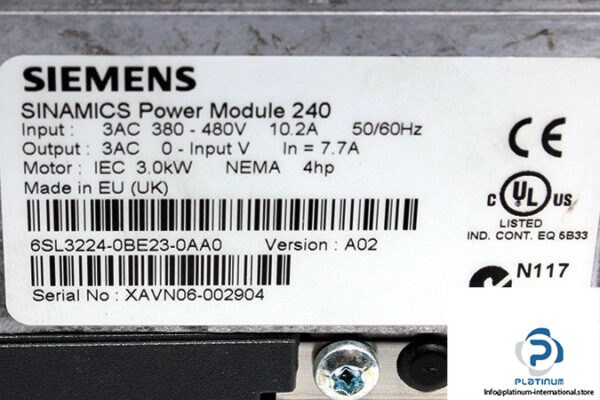 SIEMENS
SINAMICS Power Module 240
Input : 3AC 380 - 480V 10.2A 50/60Hz
Output : 3AC 0 - Input V In = 7.7A
Motor : IEC 3.0kW NEMA 4hp
Made in EU (UK)
6SL3224-0BE23-0AA0 Version : A02
Serial No : XAVN06-002904
CE
C UL US
LISTED
IND. CONT. EQ 5B33
N117
PLATINUM
Info@platinum-international.store